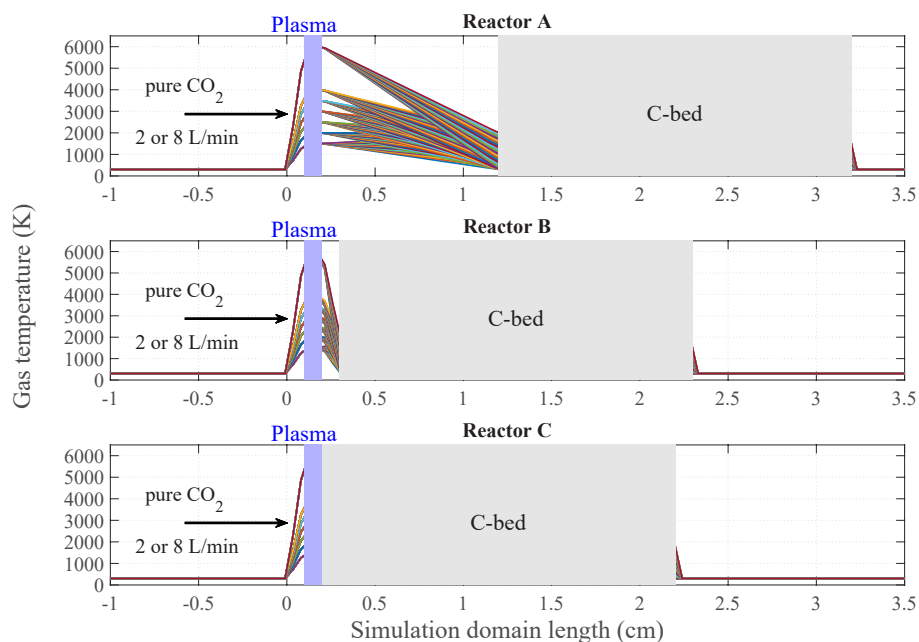 Gas temperature (K)
Plasma
Reactor A
6000
5000
4000
3000
2000
1000
0
pure CO2
2 or 8 L/min
C-bed
-1 -0.5 0 0.5 1 1.5 2 2.5 3 3.5
Plasma
Reactor B
6000
5000
4000
3000
2000
1000
0
pure CO2
2 or 8 L/min
C-bed
-1 -0.5 0 0.5 1 1.5 2 2.5 3 3.5
Plasma
Reactor C
6000
5000
4000
3000
2000
1000
0
pure CO2
2 or 8 L/min
C-bed
-1 -0.5 0 0.5 1 1.5 2 2.5 3 3.5
Simulation domain length (cm)